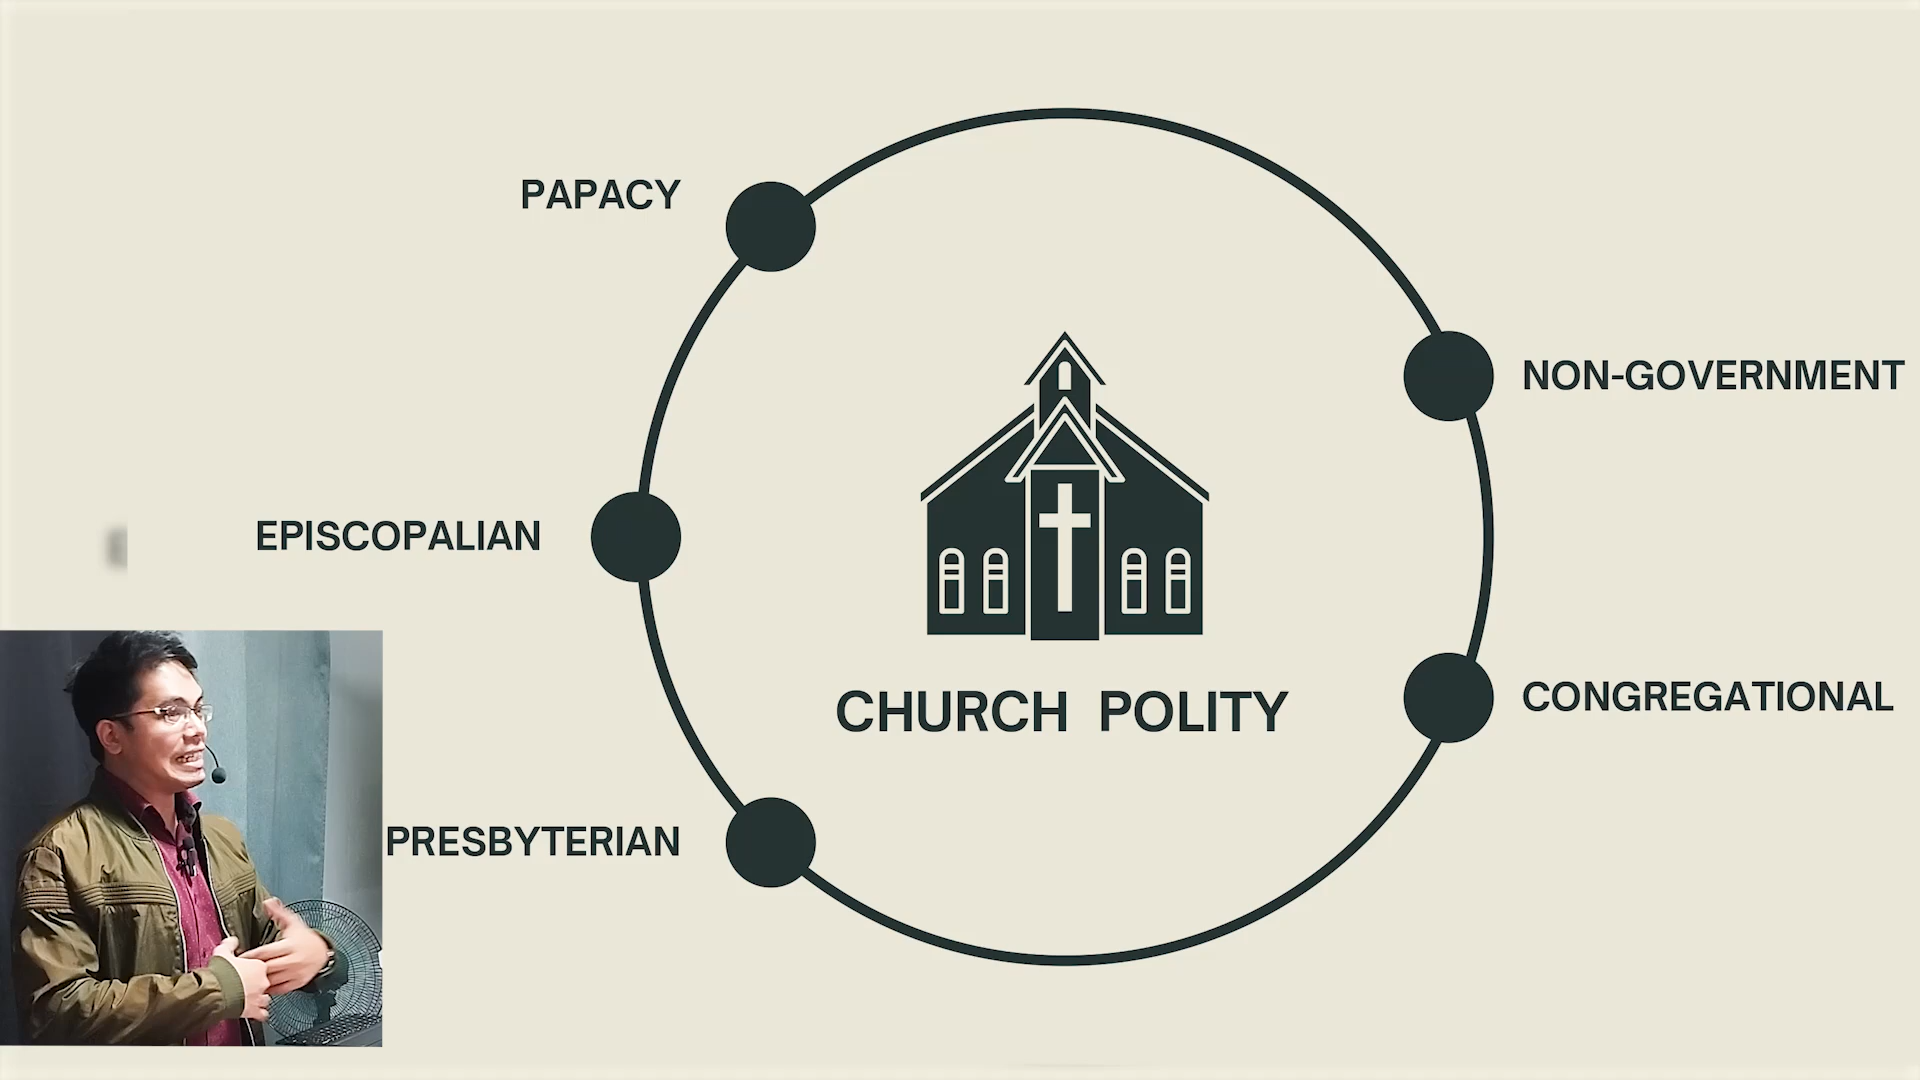 PAPACY
NON-GOVERNMENT
EPISCOPALIAN
CHURCH POLITY
CONGREGATIONAL
PRESBYTERIAN